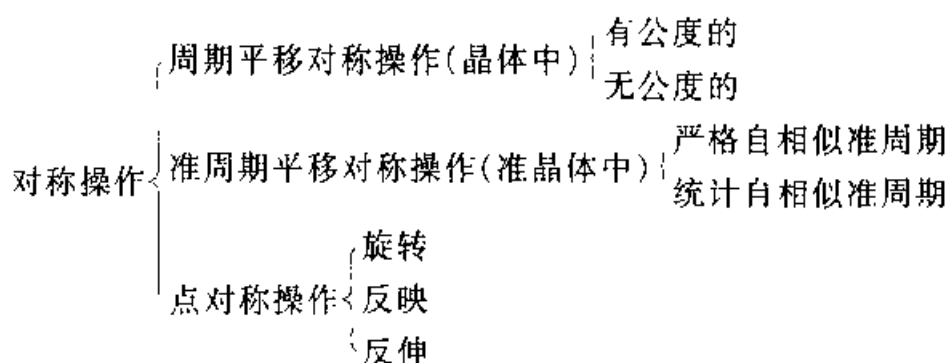 有公度的
周期平移对称操作(晶体中)
无公度的
严格自相似准周期
对称操作
准周期平移对称操作(准晶体中)
统计自相似准周期
旋转
点对称操作
反映
反伸